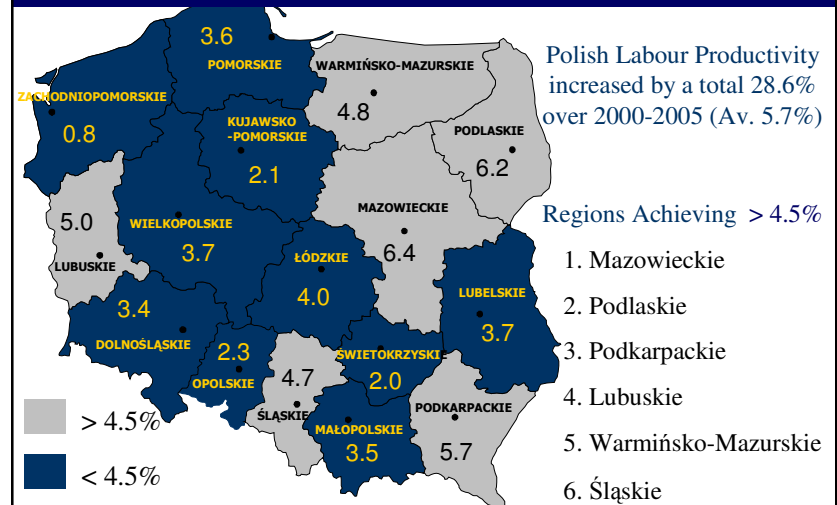 3.6
POMORSKIE
WARMIŃSKO-MAZURSKIE
4.8
ZACHODNIOPOMORSKIE
0.8
KUJAWSKO
-POMORSKIE
2.1
PODLASKIE
6.2
5.0
LUBUSKIE
WIELKOPOLSKIE
3.7
MAZOWIECKIE
6.4
ŁÓDZKIE
4.0
LUBELSKIE
3.7
3.4
DOLNOŚLĄSKIE
2.3
OPOLSKIE
4.7
ŚLĄSKIE
ŚWIETOKRZYSKI
2.0
MAŁOPOLSKIE
3.5
PODKARPACKIE
5.7
> 4.5%
< 4.5%
Polish Labour Productivity
increased by a total 28.6%
over 2000-2005 (Av. 5.7%)
Regions Achieving > 4.5%
1. Mazowieckie
2. Podlaskie
3. Podkarpackie
4. Lubuskie
5. Warmińsko-Mazurskie
6. Śląskie